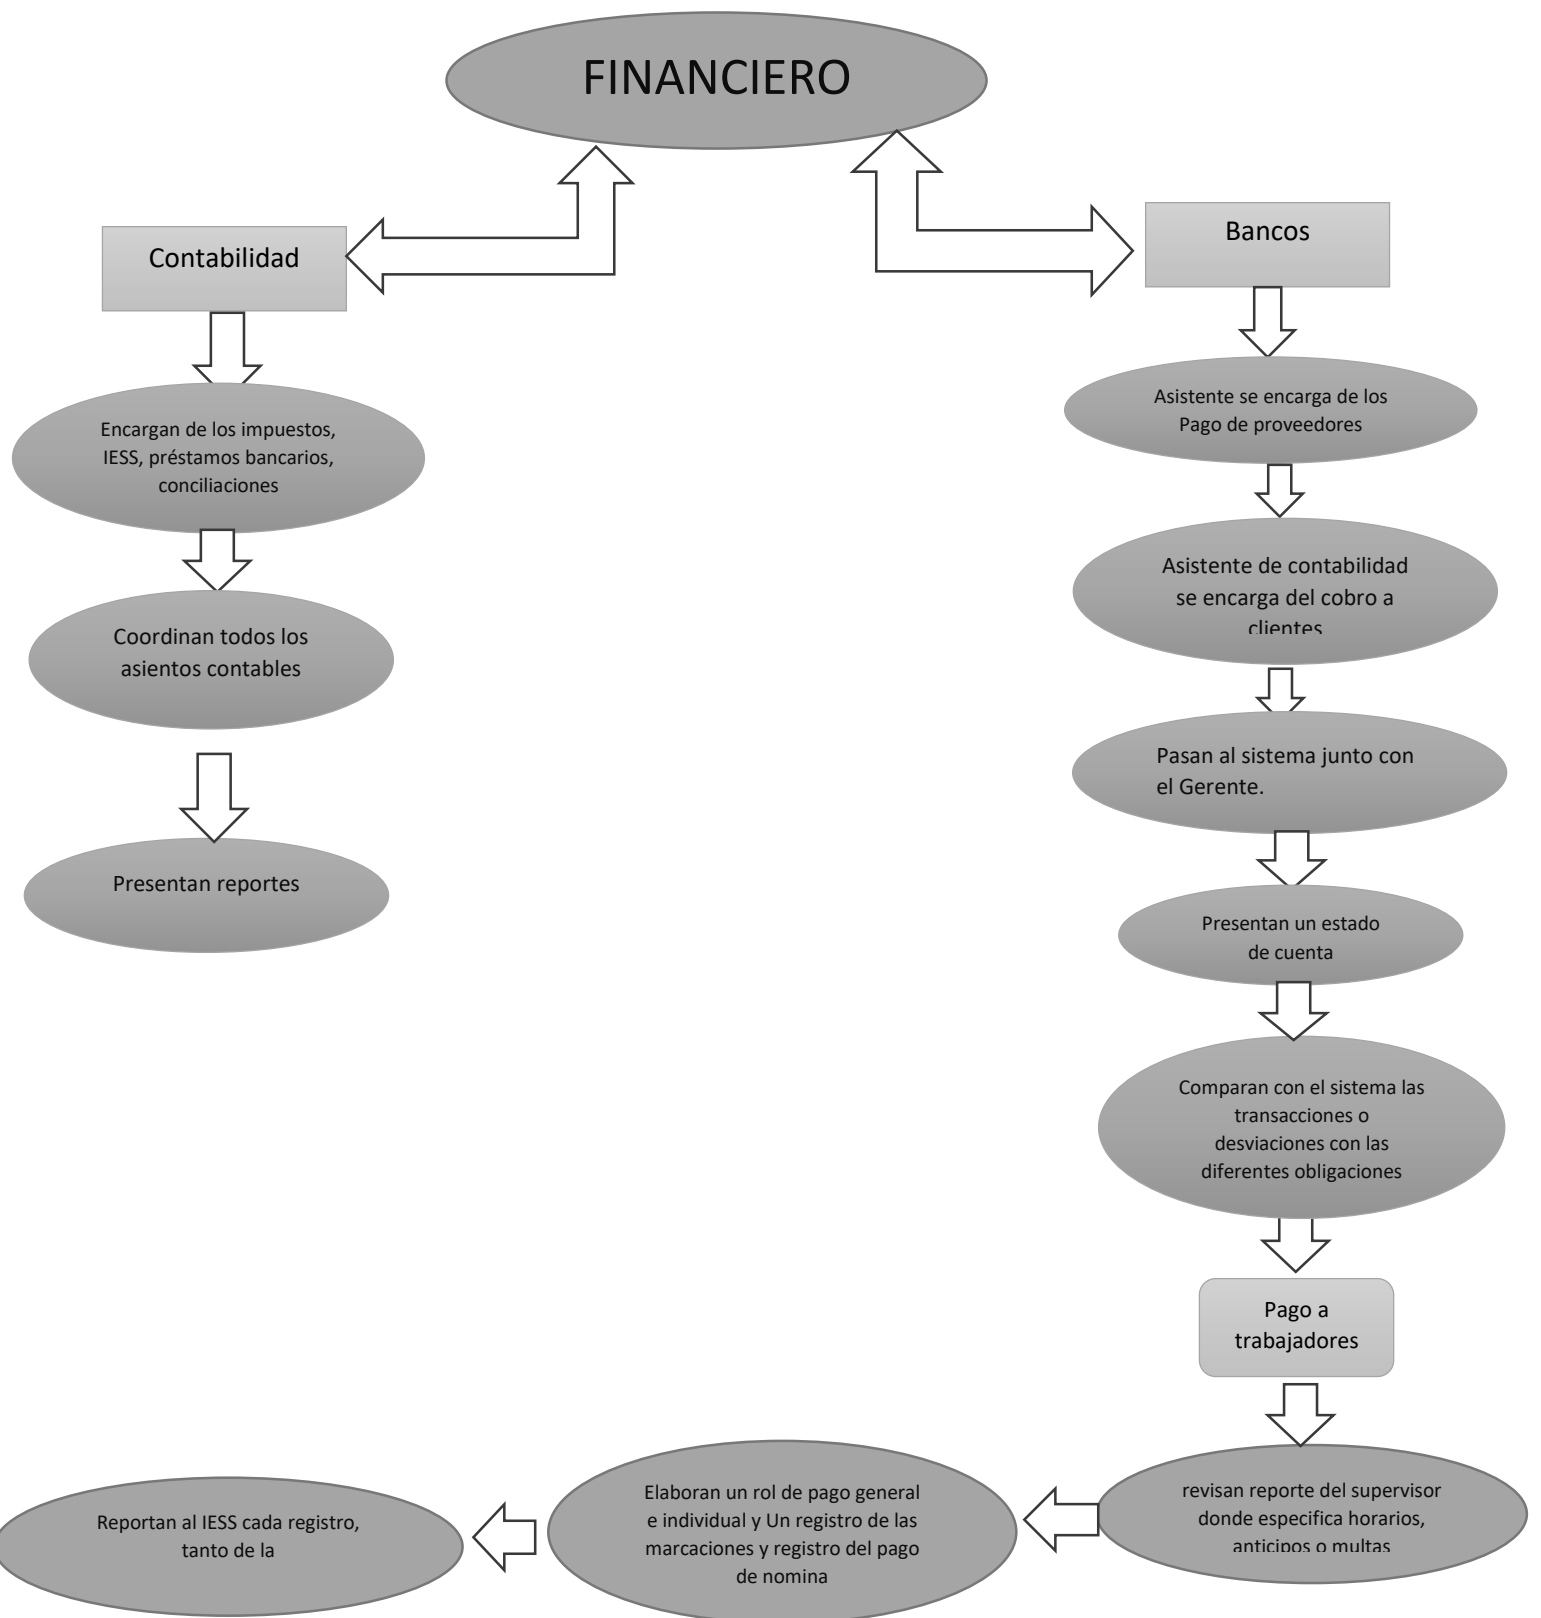 FINANCIERO
Contabilidad
Bancos
Encargan de los impuestos,
IESS, préstamos bancarios,
conciliaciones
Coordinan todos los
asientos contables
Presentan reportes
Asistente se encarga de los
Pago de proveedores
Asistente de contabilidad
se encarga del cobro a
clientes
Pasan al sistema junto con
el Gerente.
Presentan un estado
de cuenta
Comparan con el sistema las
transacciones o
desviaciones con las
diferentes obligaciones
Pago a
trabajadores
revisan reporte del supervisor
donde especifica horarios,
anticipos o multas
Elaboran un rol de pago general
e individual y Un registro de las
marcaciones y registro del pago
de nomina
Reportan al IESS cada registro,
tanto de la